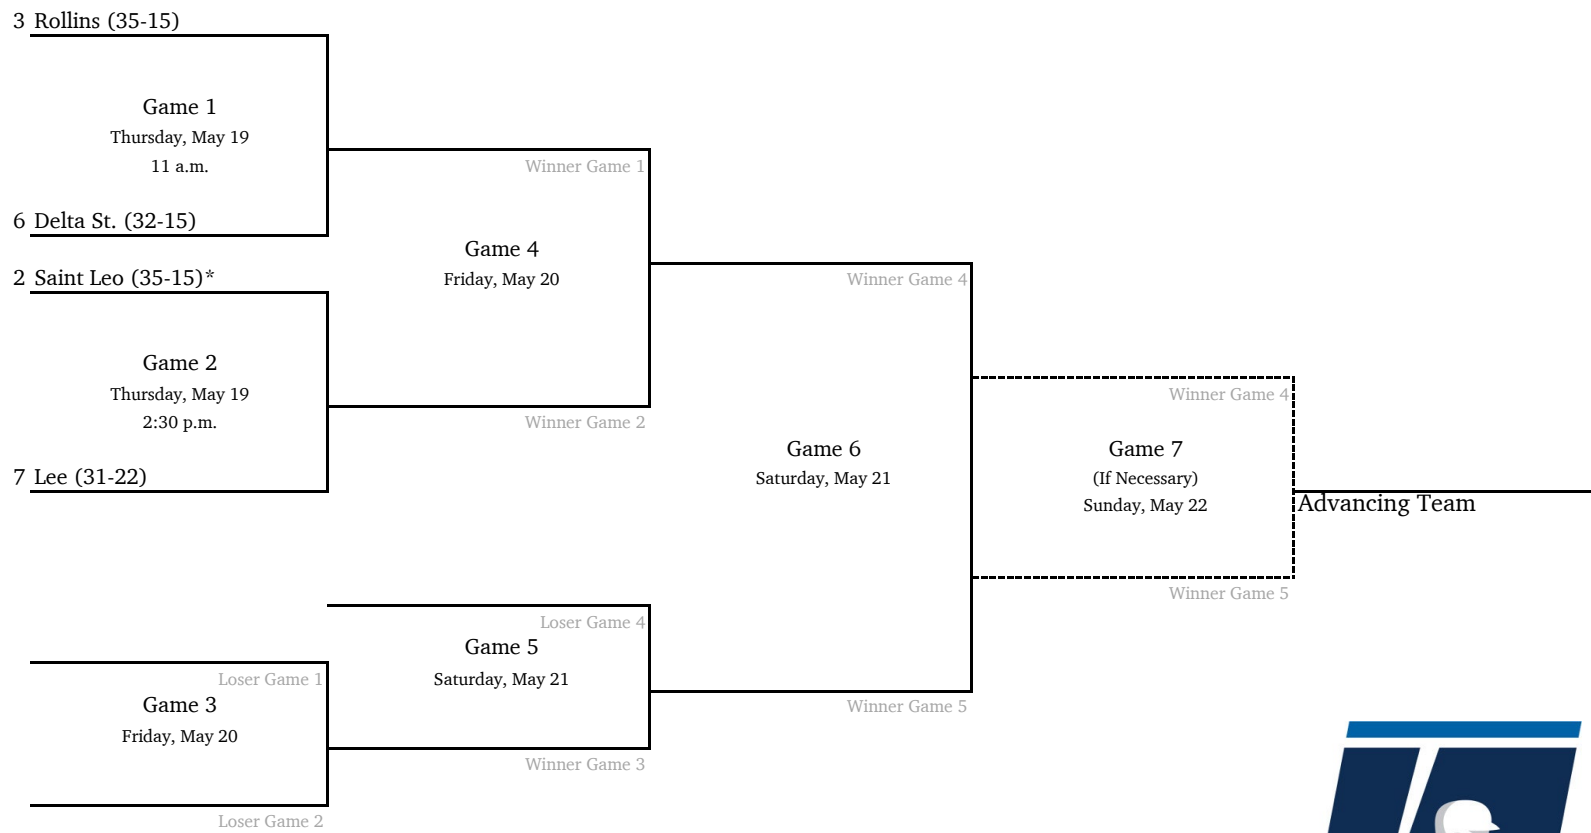 3 Rollins (35-15)
Game 1
Thursday, May 19
11 a.m.
6 Delta St. (32-15)
2 Saint Leo (35-15)*
Game 2
Thursday, May 19
2:30 p.m.
7 Lee (31-22)
Winner Game 1
Game 4
Friday, May 20
Winner Game 2
Loser Game 1
Game 3
Friday, May 20
Loser Game 2
Loser Game 4
Game 5
Saturday, May 21
Winner Game 3
Winner Game 4
Game 6
Saturday, May 21
Winner Game 5
Winner Game 4
Game 7
(If Necessary)
Sunday, May 22
Winner Game 5
Advancing Team